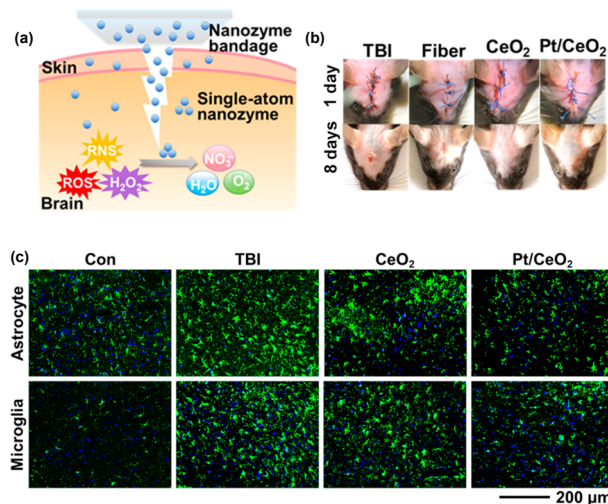 (a)
Nanozyme
bandage
Skin
Single-atom
nanozyme
RNS
ROS
H₂O₂
NO₃⁻
H₂O
O₂
Brain
(b)
TBI Fiber CeO₂ Pt/CeO₂
1 day
8 days
(c)
Con TBI CeO₂ Pt/CeO₂
Astrocyte
Microglia
200 μm